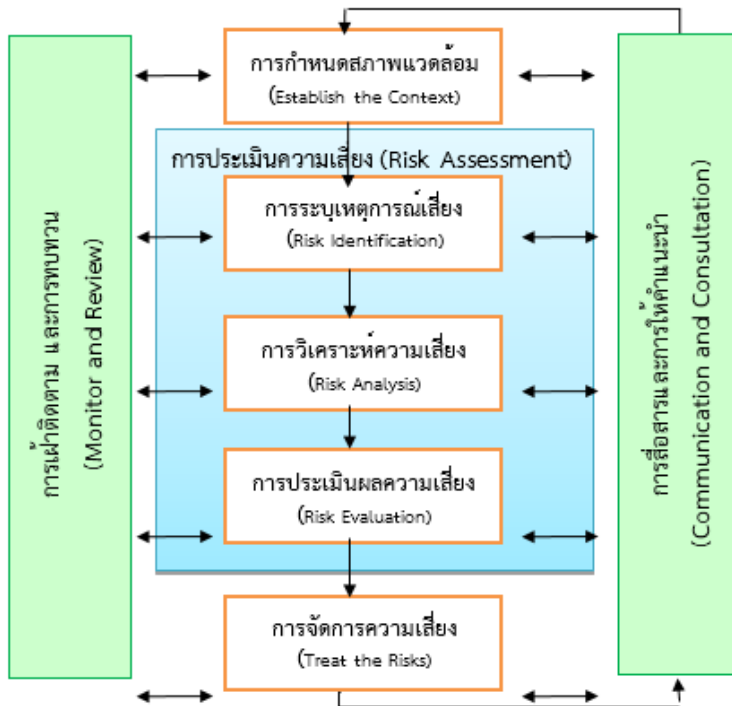 การกำหนดสภาพแวดล้อม
(Establish the Context)
การประเมินความเสี่ยง (Risk Assessment)
การระบุเหตุการณ์เสี่ยง
(Risk Identification)
การวิเคราะห์ความเสี่ยง
(Risk Analysis)
การประเมินผลความเสี่ยง
(Risk Evaluation)
การจัดการความเสี่ยง
(Treat the Risks)
การเฝ้าติดตาม และการทบทวน
(Monitor and Review)
การสื่อสารและการให้คำแนะนำ
(Communication and Consultation)